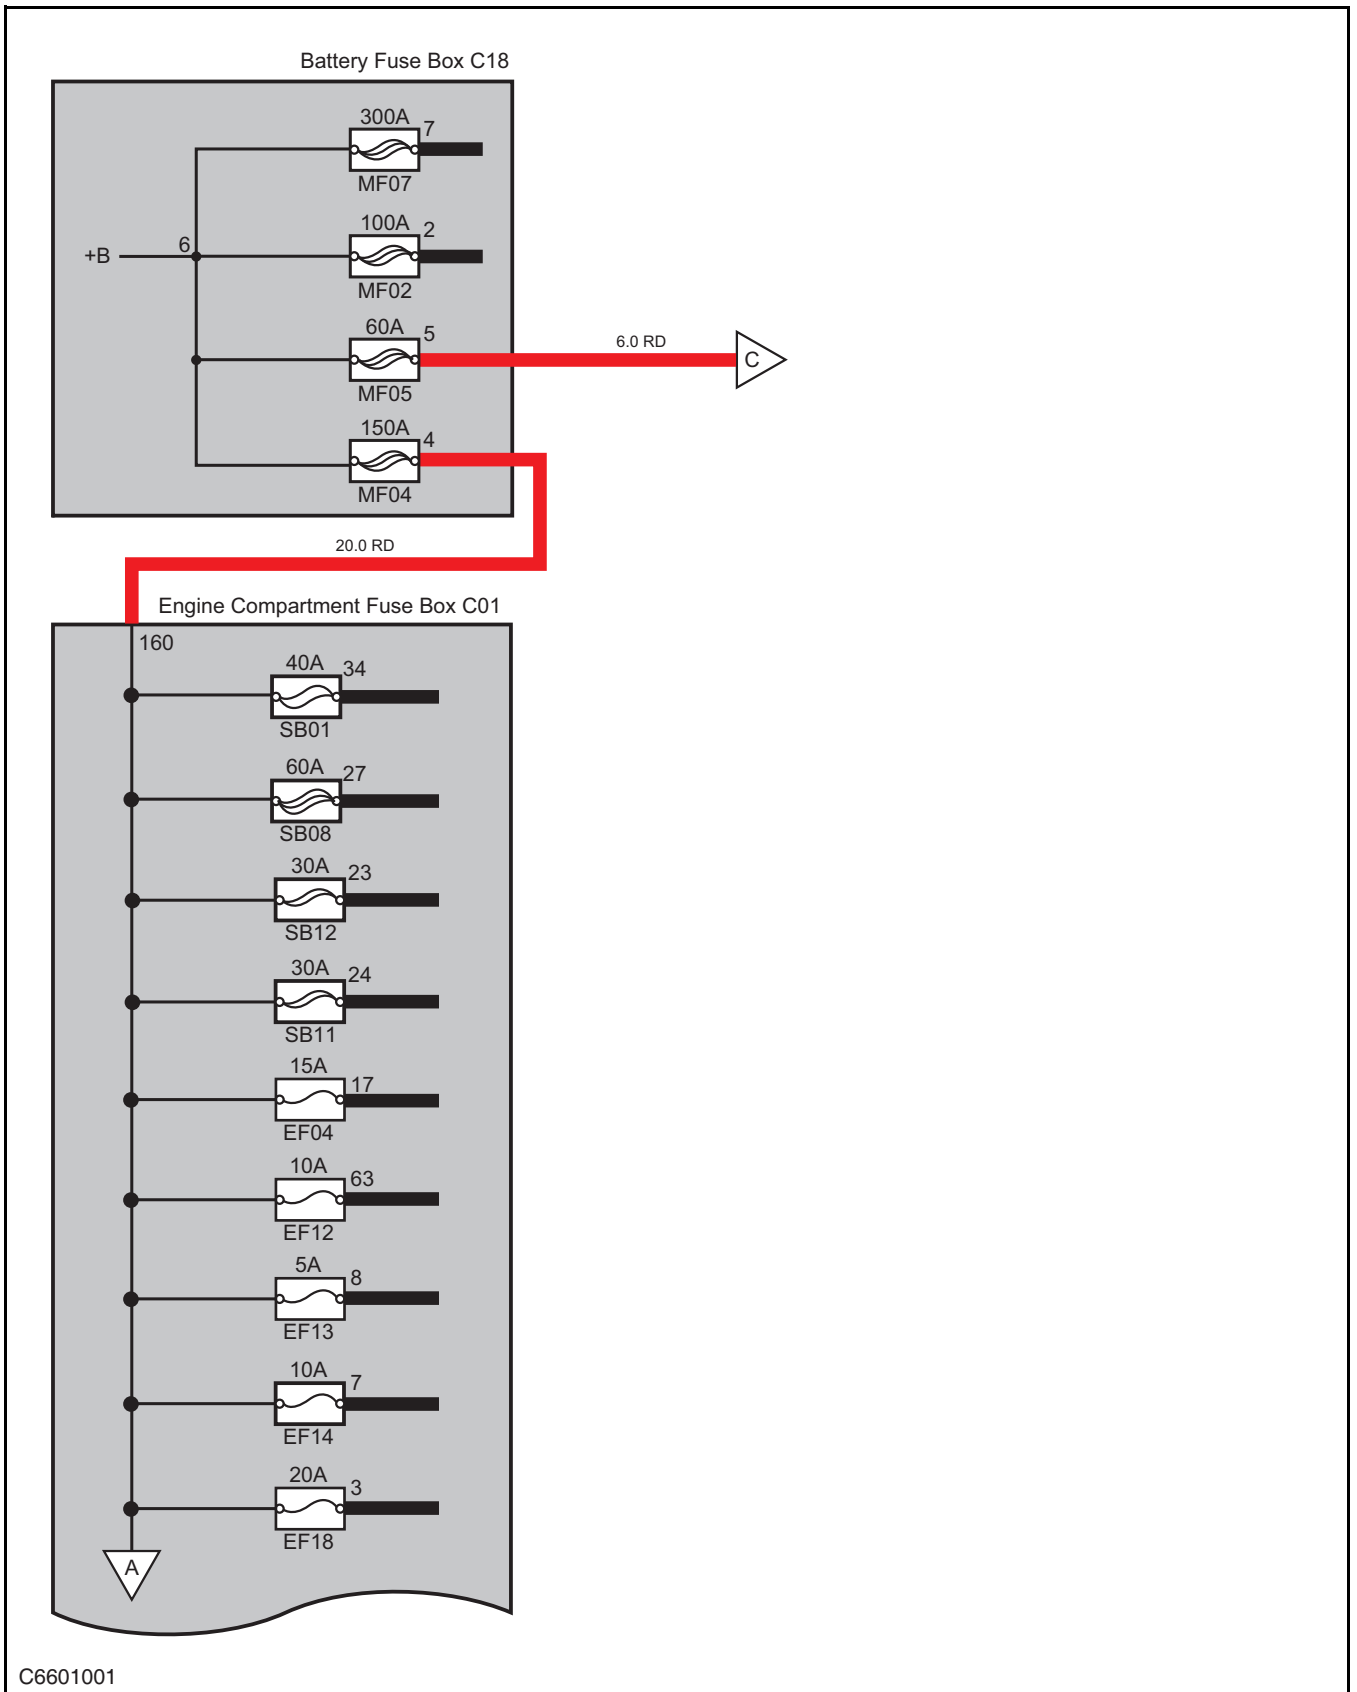 Battery Fuse Box C18
300A
7
MF07
100A
2
+B
6
MF02
60A
5
6.0 RD
C
MF05
150A
4
MF04
20.0 RD
Engine Compartment Fuse Box C01
160
40A
34
SB01
60A
27
SB08
30A
23
SB12
30A
24
SB11
15A
17
EF04
10A
63
EF12
5A
8
EF13
10A
7
EF14
20A
3
EF18
A
C6601001